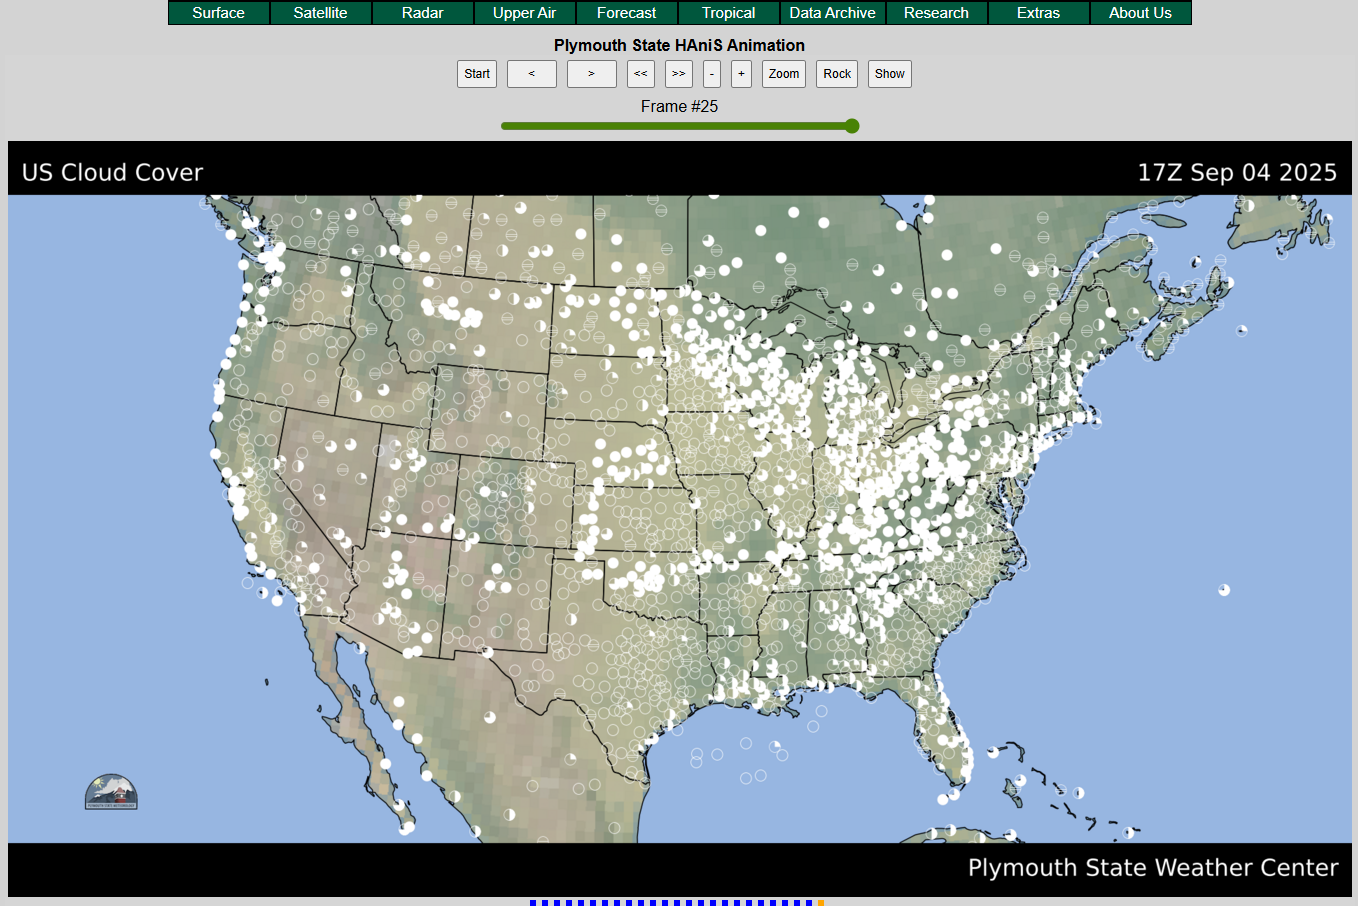 Surface Satellite Radar Upper Air Forecast Tropical Data Archive Research Extras About Us
Plymouth State HAniS Animation
Start < > << >> - + Zoom Rock Show
Frame #25
US Cloud Cover 17Z Sep 04 2025
Plymouth State Weather Center